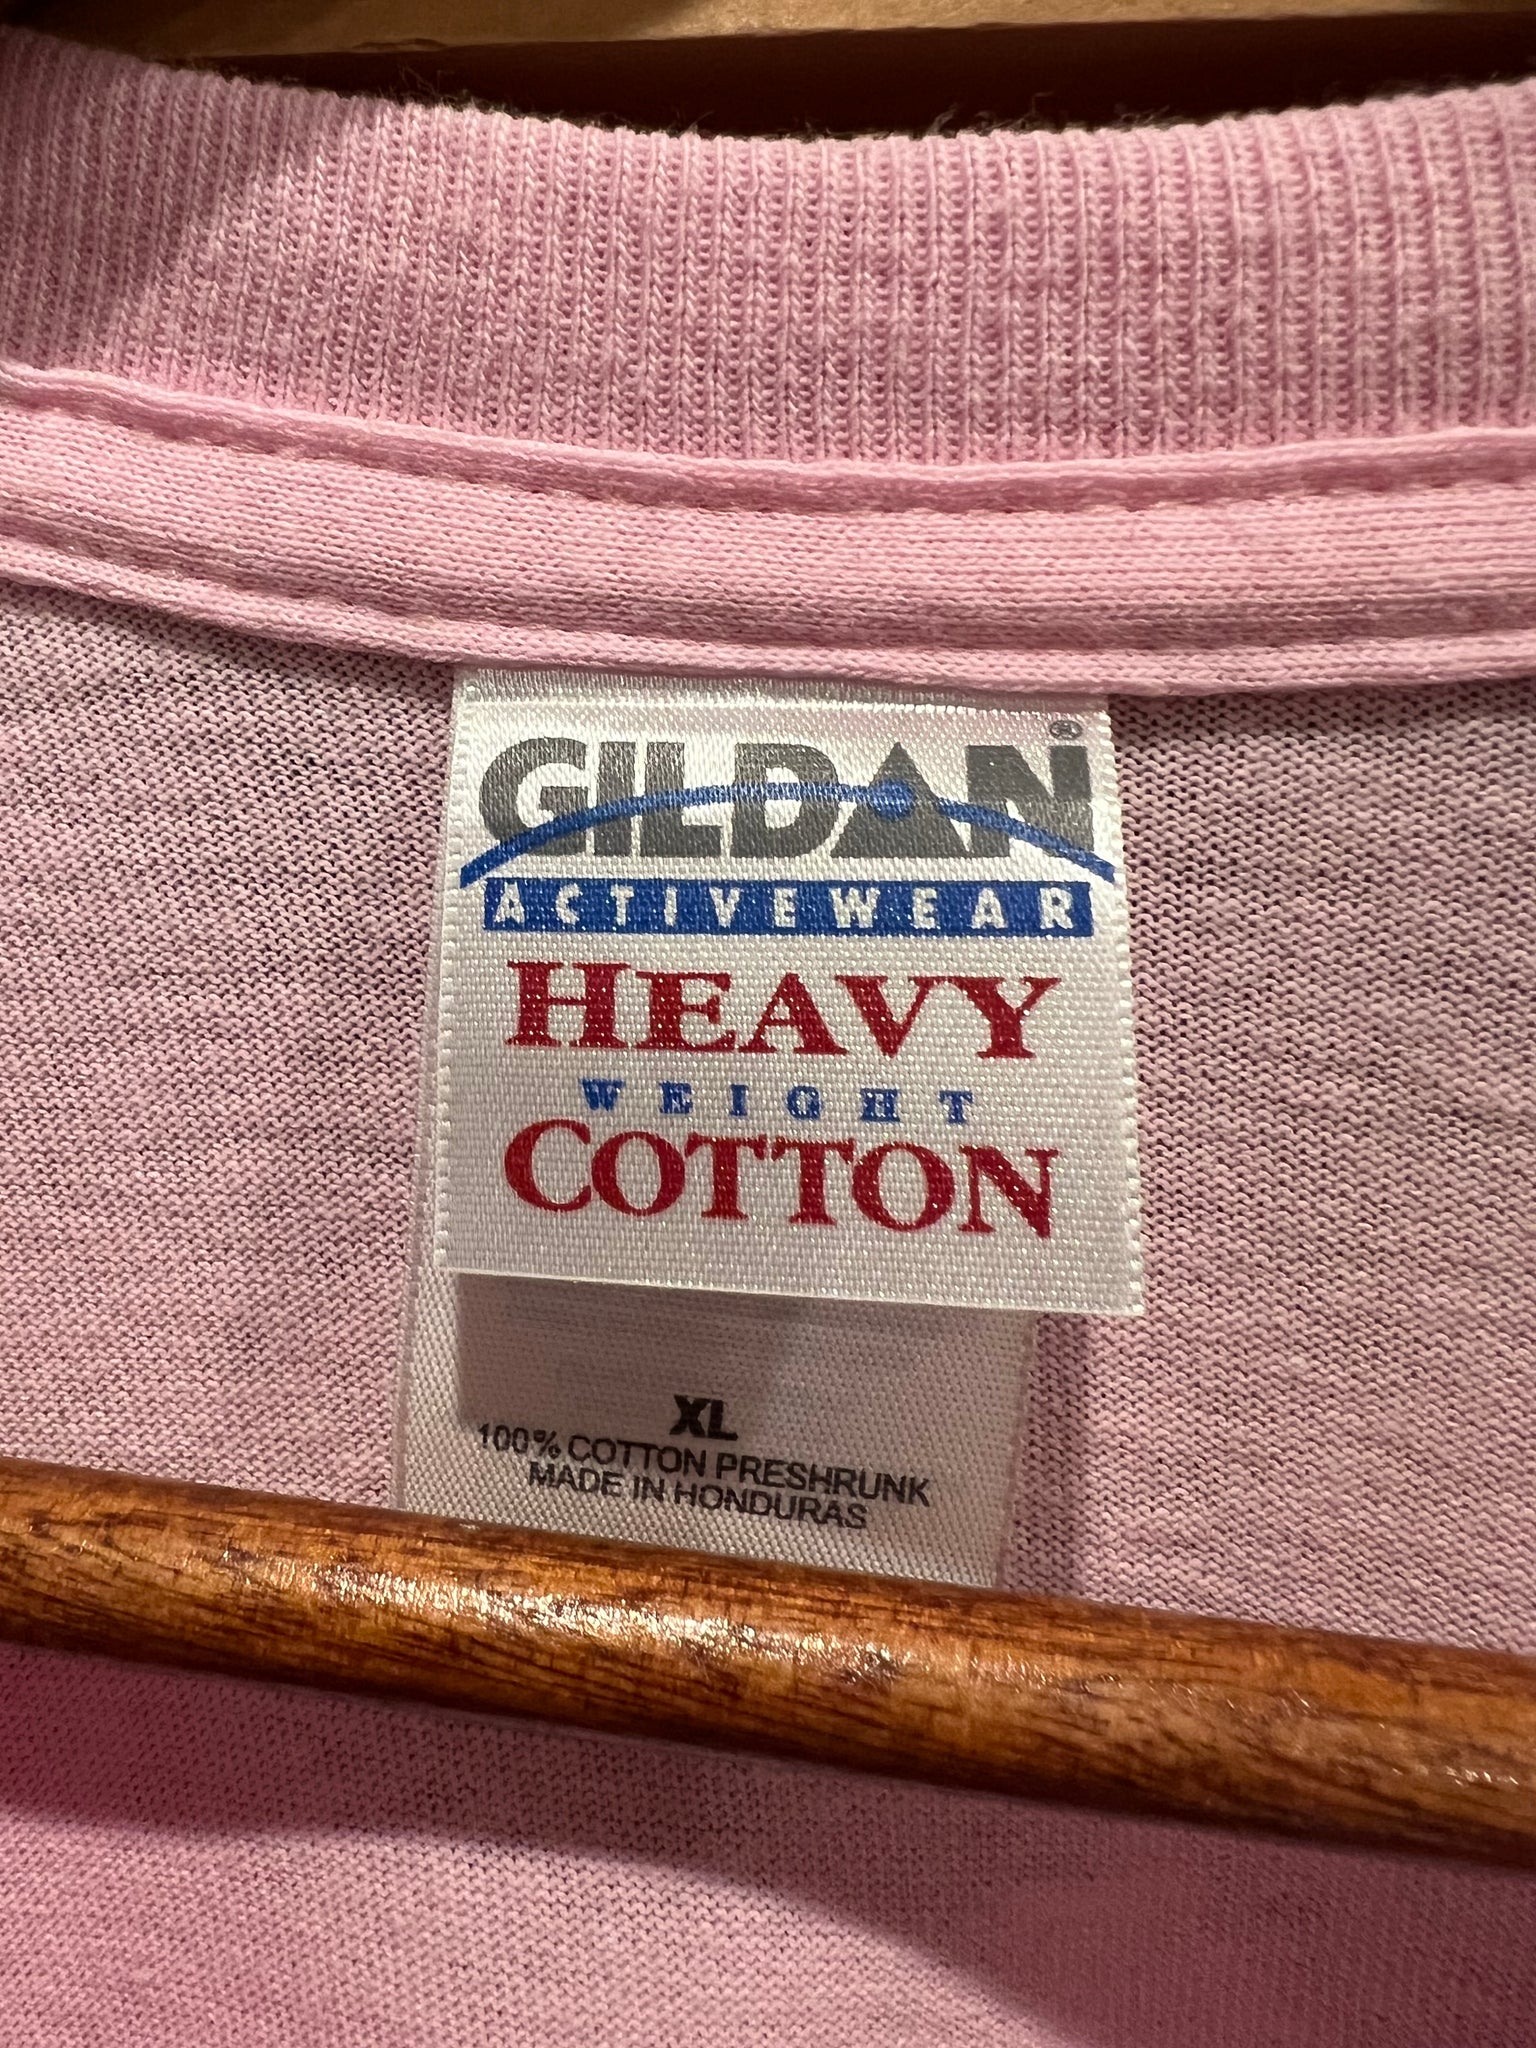 GILDAN®
ACTIVEWEAR
HEAVY
WEIGHT
COTTON
XL
100% COTTON PRESHRUNK
MADE IN HONDURAS